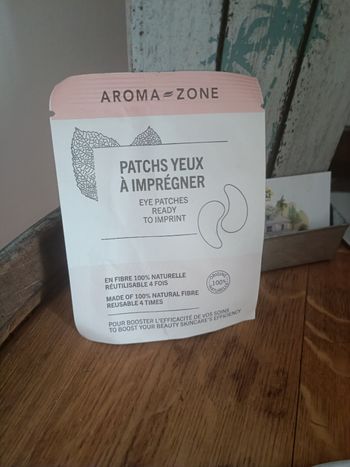 AROMA-ZONE
PATCHS YEUX
À IMPRÉGNER
EYE PATCHES
READY
TO IMPRINT
EN FIBRE 100% NATURELLE
RÉUTILISABLE 4 FOIS
MADE OF 100% NATURAL FIBRE
REUSABLE 4 TIMES
100%
POUR BOOSTER L'EFFICACITÉ DE VOS SOINS
TO BOOST YOUR BEAUTY SKINCARE'S EFFICIENCY